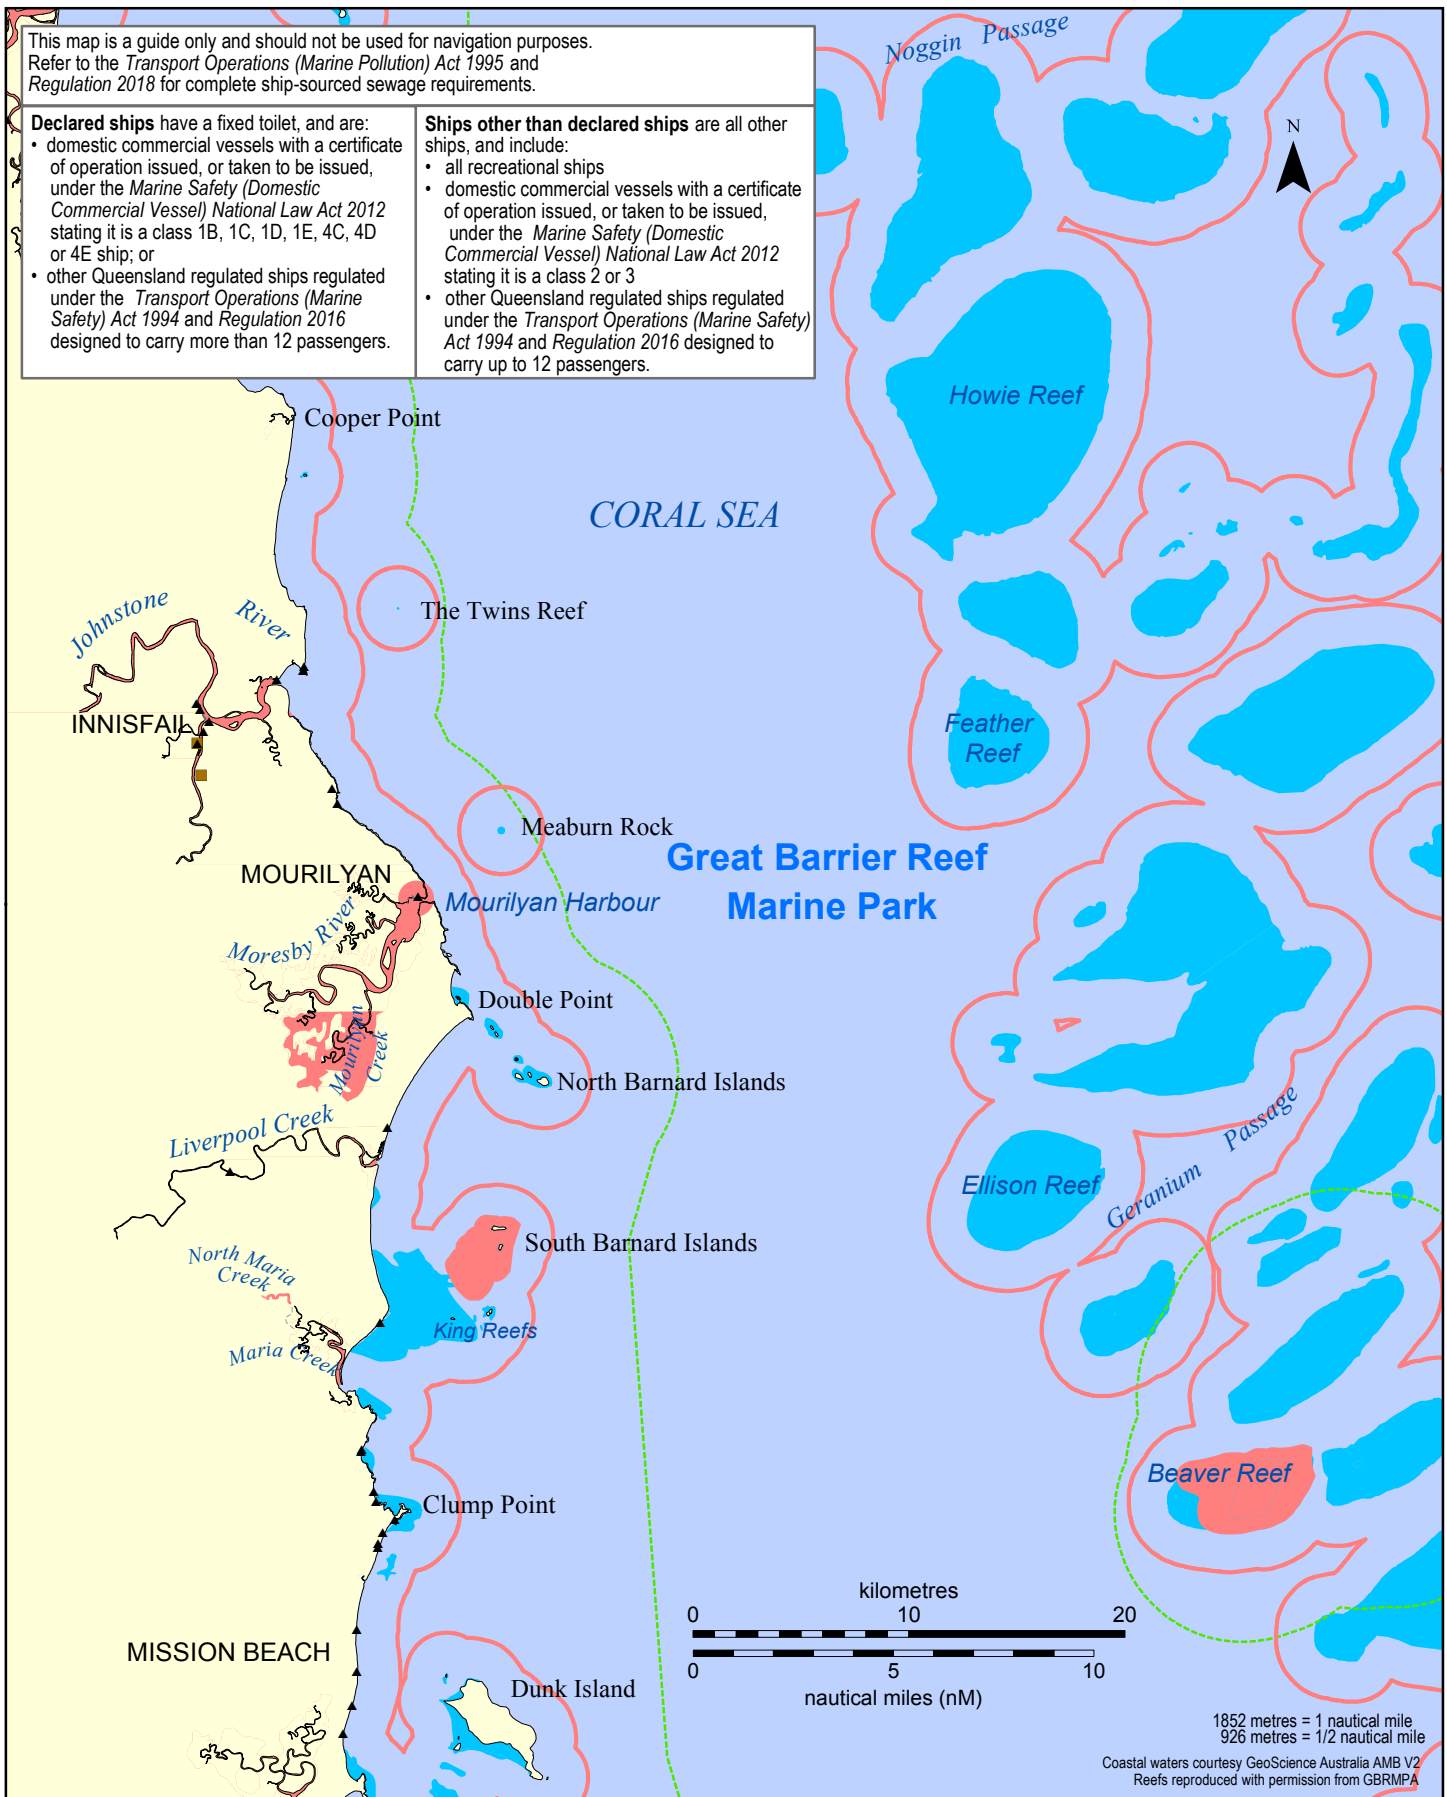 This map is a guide only and should not be used for navigation purposes.
Refer to the Transport Operations (Marine Pollution) Act 1995 and
Regulation 2018 for complete ship-sourced sewage requirements.
Declared ships have a fixed toilet, and are:
• domestic commercial vessels with a certificate
of operation issued, or taken to be issued,
under the Marine Safety (Domestic
Commercial Vessel) National Law Act 2012
stating it is a class 1B, 1C, 1D, 1E, 4C, 4D
or 4E ship; or
• other Queensland regulated ships regulated
under the Transport Operations (Marine
Safety) Act 1994 and Regulation 2016
designed to carry more than 12 passengers.
Ships other than declared ships are all other
ships, and include:
• all recreational ships
• domestic commercial vessels with a certificate
of operation issued, or taken to be issued,
under the Marine Safety (Domestic
Commercial Vessel) National Law Act 2012
stating it is a class 2 or 3
• other Queensland regulated ships regulated
under the Transport Operations (Marine Safety)
Act 1994 and Regulation 2016 designed to
carry up to 12 passengers.
Noggin Passage
N
Howie Reef
Cooper Point
CORAL SEA
Johnstone River
The Twins Reef
INNISFAIL
Feather
Reef
Meaburn Rock
Great Barrier Reef
Marine Park
MOURILYAN
Mourilyan Harbour
Moresby River
Double Point
Mourilyan
Creek
North Barnard Islands
Liverpool Creek
Geranium Passage
Ellison Reef
South Barnard Islands
North Maria
Creek
King Reefs
Maria Creek
Beaver Reef
Clump Point
kilometres
0 10 20
0 5 10
nautical miles (nM)
MISSION BEACH
Dunk Island
1852 metres = 1 nautical mile
926 metres = 1/2 nautical mile
Coastal waters courtesy GeoScience Australia AMB V2
Reefs reproduced with permission from GBRMPA